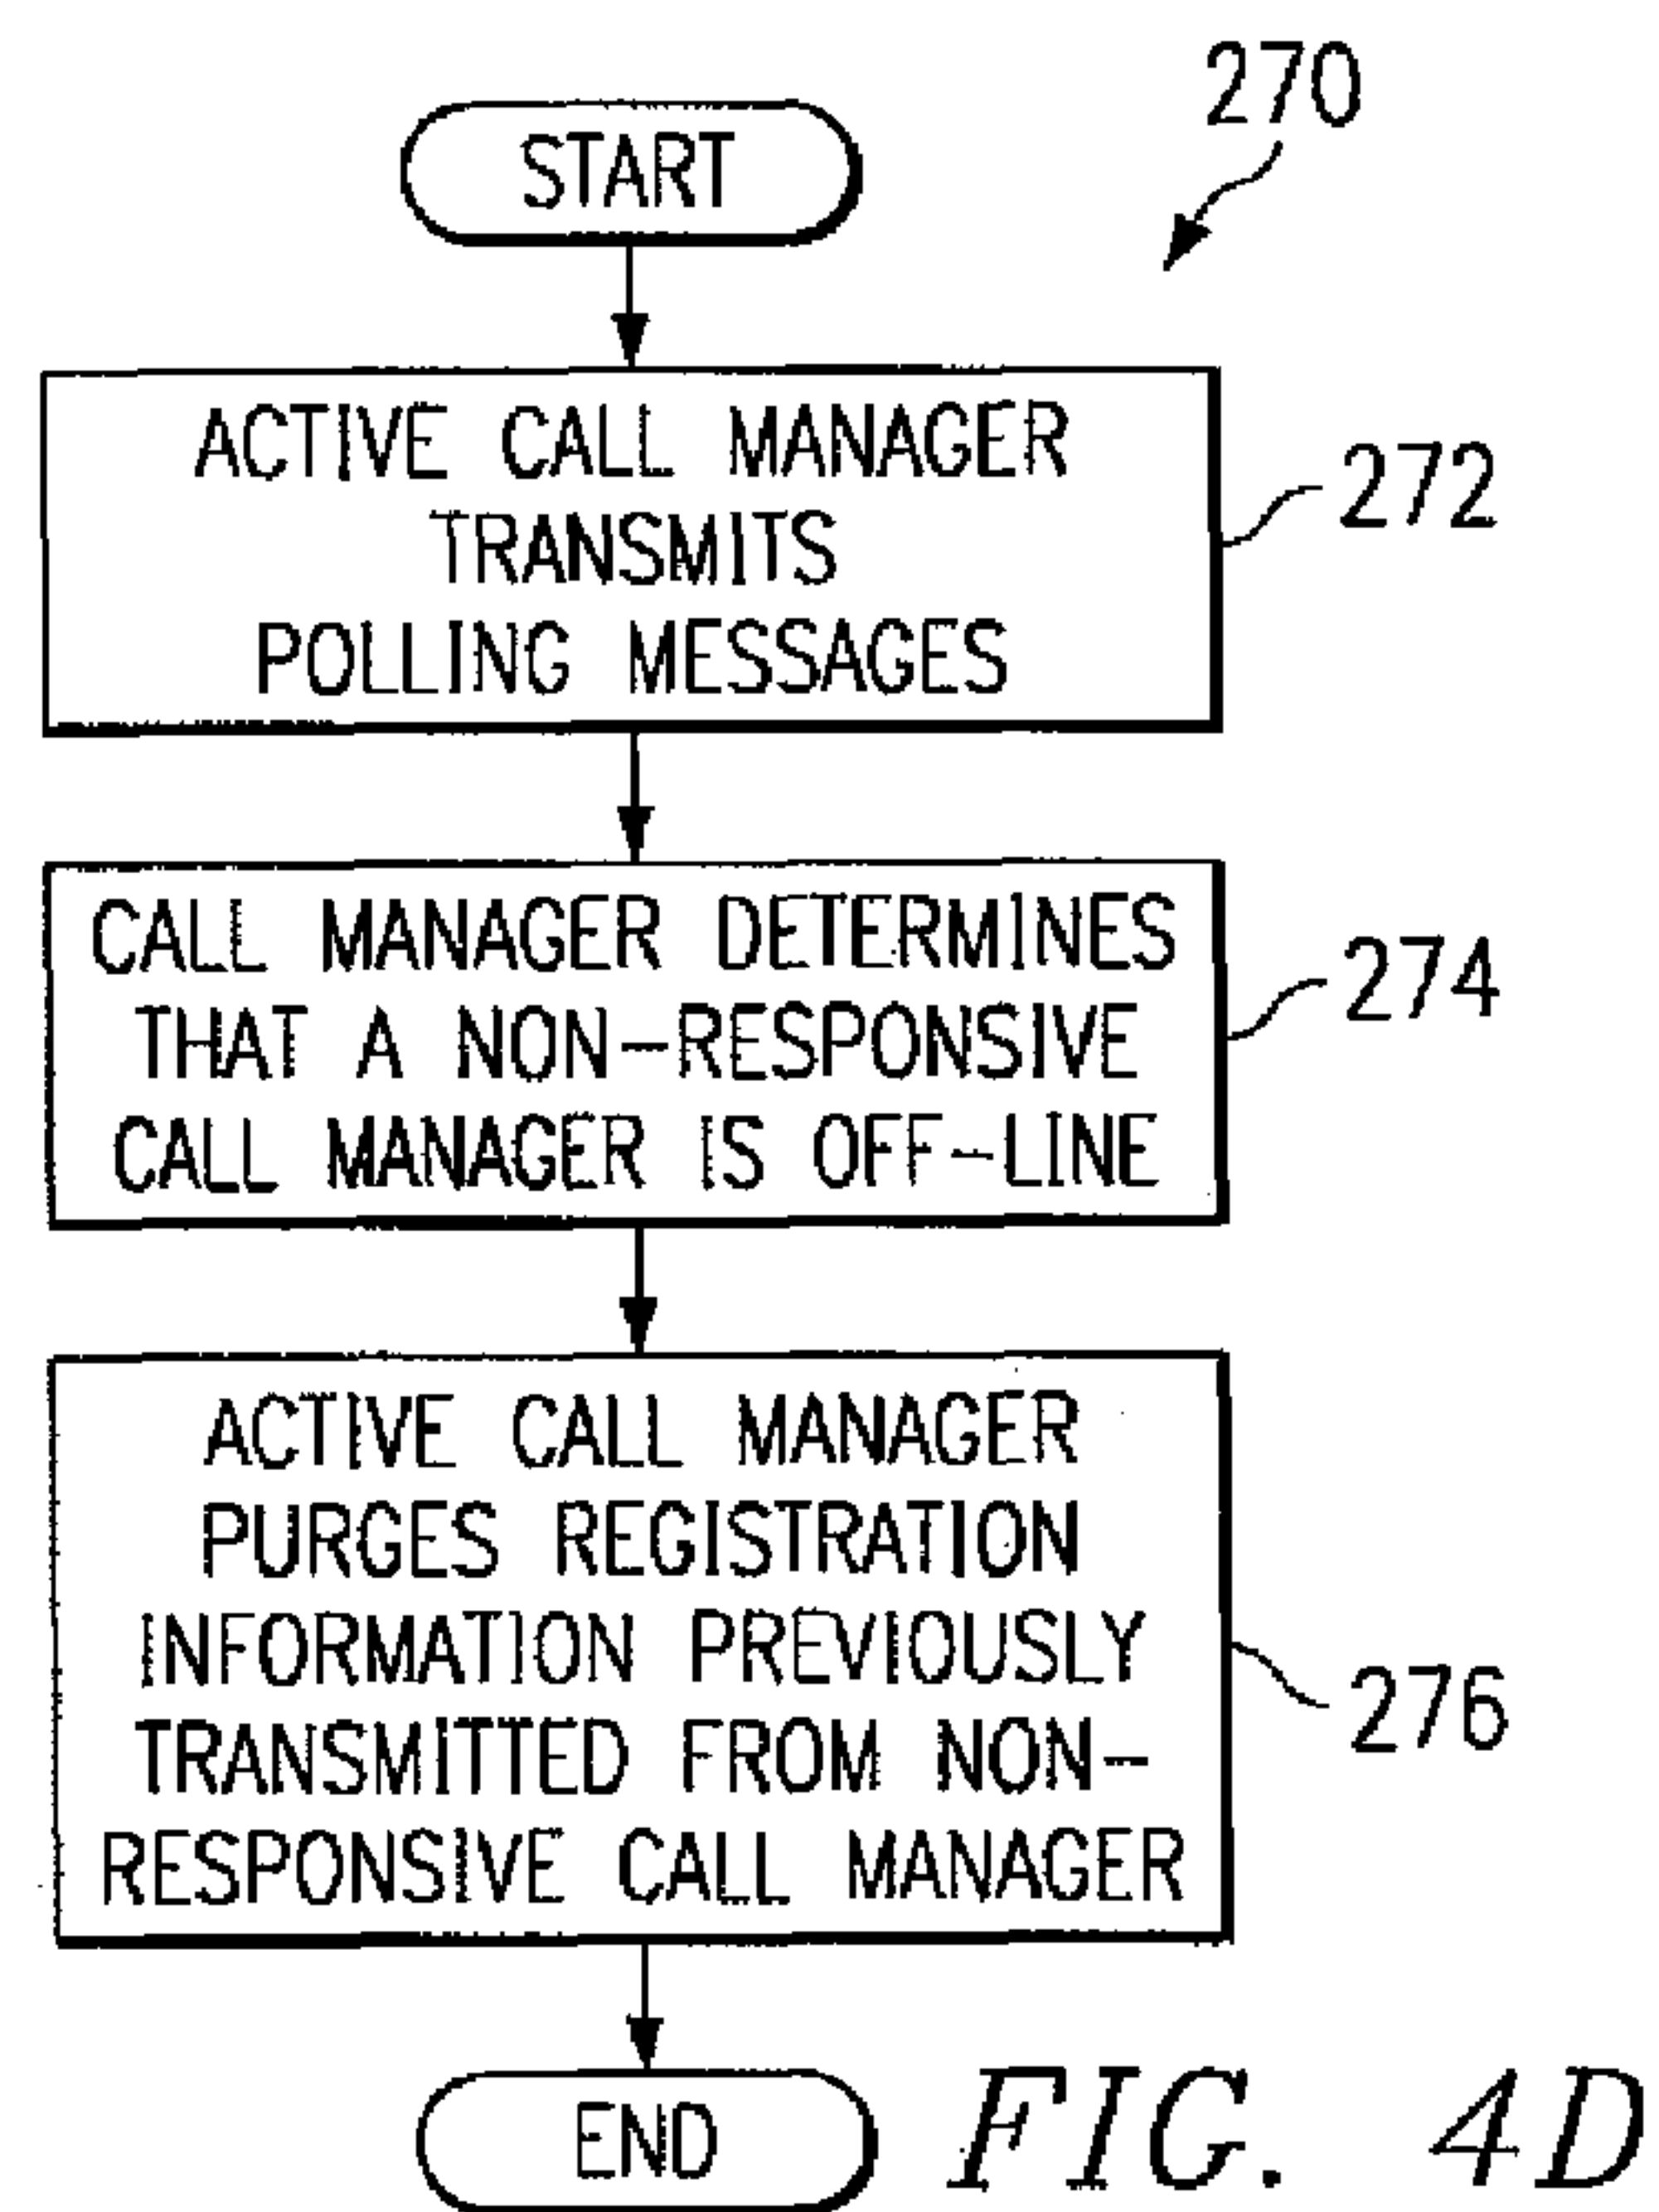 270
START
ACTIVE CALL MANAGER
TRANSMITS
POLLING MESSAGES
272
CALL MANAGER DETERMINES
THAT A NON-RESPONSIVE
CALL MANAGER IS OFF-LINE
274
ACTIVE CALL MANAGER
PURGES REGISTRATION
INFORMATION PREVIOUSLY
TRANSMITTED FROM NON-
RESPONSIVE CALL MANAGER
276
END
FIG. 4D